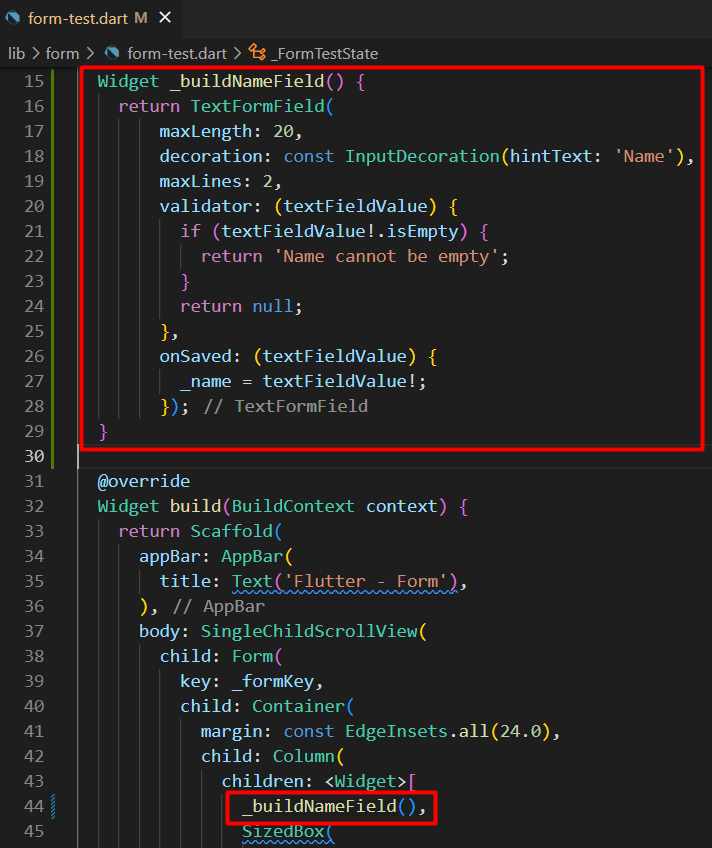 form-test.dart M ×
lib > form > form-test.dart > _FormTestState
15 Widget _buildNameField() {
16 return TextFormField(
17 maxLength: 20,
18 decoration: const InputDecoration(hintText: 'Name'),
19 maxLines: 2,
20 validator: (textFieldValue) {
21 if (textFieldValue!.isEmpty) {
22 return 'Name cannot be empty';
23 }
24 return null;
25 },
26 onSaved: (textFieldValue) {
27 _name = textFieldValue!;
28 }); // TextFormField
29 }
30
31 @override
32 Widget build(BuildContext context) {
33 return Scaffold(
34 appBar: AppBar(
35 title: Text('Flutter - Form'),
36 ), // AppBar
37 body: SingleChildScrollView(
38 child: Form(
39 key: _formKey,
40 child: Container(
41 margin: const EdgeInsets.all(24.0),
42 child: Column(
43 children: <Widget>[
44 _buildNameField(),
45 SizedBox(